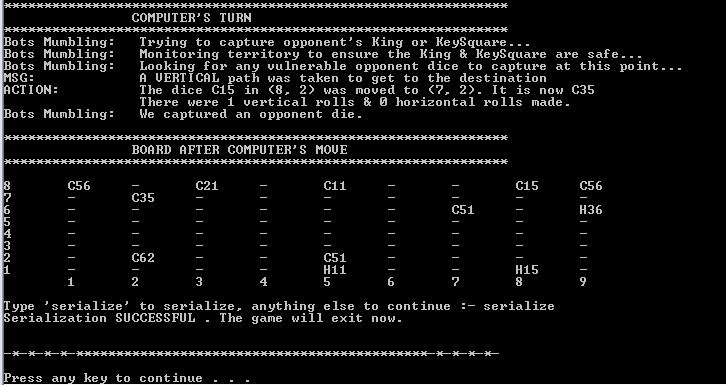 ************************************************************
COMPUTER'S TURN
************************************************************
Bots Mumbling: Trying to capture opponent's King or KeySquare...
Bots Mumbling: Monitoring territory to ensure the King & KeySquare are safe...
Bots Mumbling: Looking for any vulnerable opponent dice to capture at this point...
MSG: A VERTICAL path was taken to get to the destination
ACTION: The dice C15 in (8, 2) was moved to (7, 2). It is now C35
There were 1 vertical rolls & 0 horizontal rolls made.
Bots Mumbling: We captured an opponent die.
************************************************************
BOARD AFTER COMPUTER'S MOVE
************************************************************
8 C56 - C21 - C11 - - C15 C56
7 - C35 - - - - - - -
6 - - - - - - C51 - H36
5 - - - - - - - - -
4 - - - - - - - - -
3 - - - - - - - - -
2 - C62 - - C51 - - - -
1 - - - - H11 - - H15 -
1 2 3 4 5 6 7 8 9
Type 'serialize' to serialize, anything else to continue :- serialize
Serialization SUCCESSFUL . The game will exit now.
-*-*-*-*******************************************-*-*-*-
Press any key to continue . . .